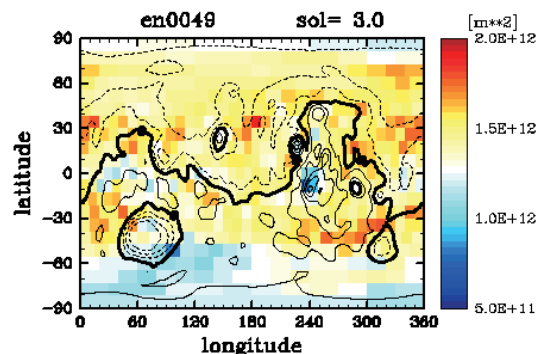 en0049 sol= 3.0 [m**2]
90
60
30
0
−30
−60
−90
latitude
0 60 120 180 240 300 360
longitude
2.0E+12
1.5E+12
1.0E+12
5.0E+11